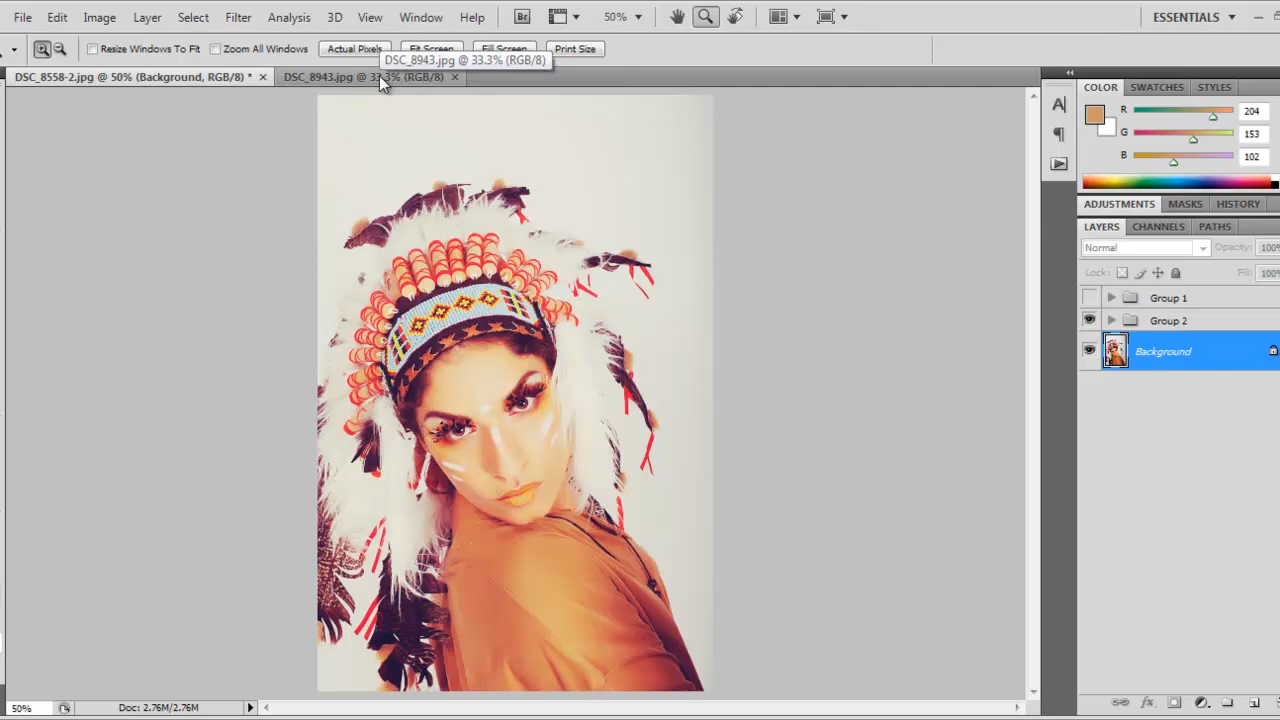 File Edit Image Layer Select Filter Analysis 3D View Window Help Br 50% ESSENTIALS
Resize Windows To Fit Zoom All Windows Actual Pixels Fit Screen Fill Screen Print Size
DSC_8943.jpg @ 33.3% (RGB/8)
DSC_8558-2.jpg @ 50% (Background, RGB/8) * × DSC_8943.jpg @ 33.3% (RGB/8) ×
COLOR SWATCHES STYLES
R 204
G 153
B 102
ADJUSTMENTS MASKS HISTORY
LAYERS CHANNELS PATHS
Normal Opacity: 100%
Lock: Fill: 100%
Group 1
Group 2
Background
50% Doc: 2.76M/2.76M